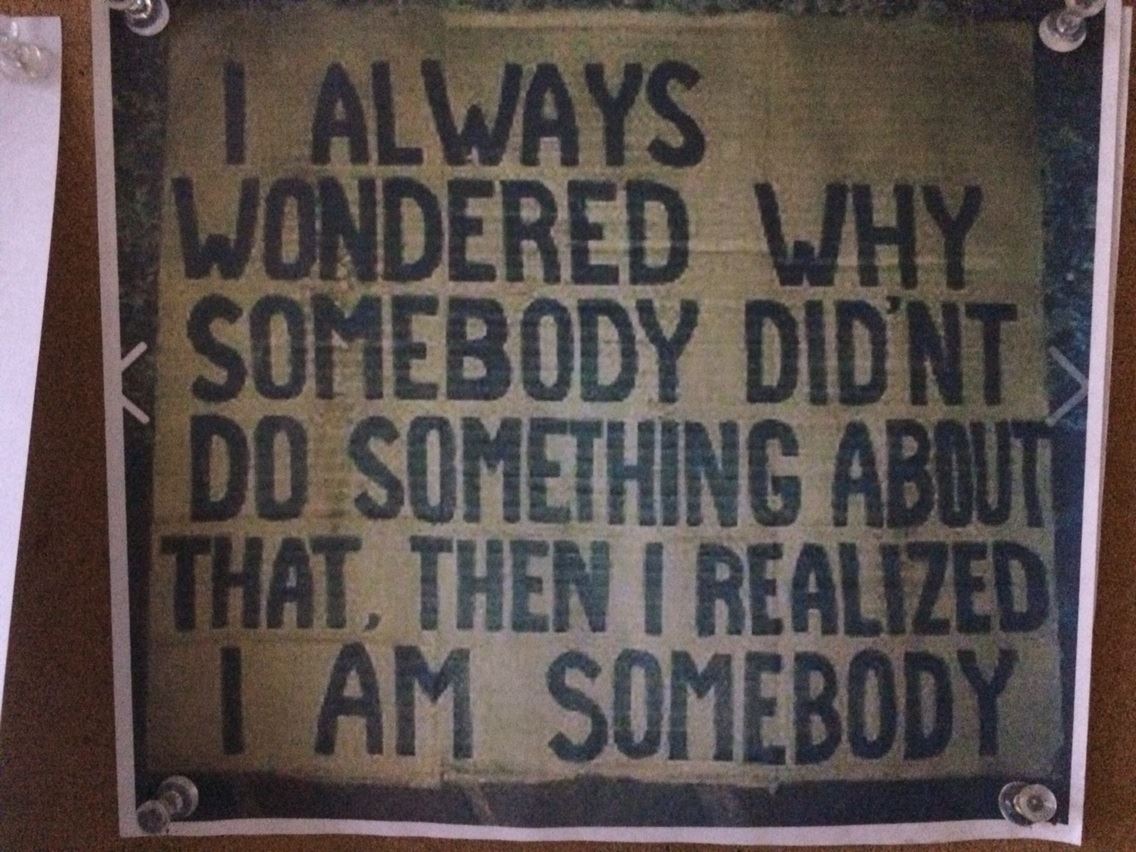 I ALWAYS
WONDERED WHY
SOMEBODY DID'NT
DO SOMETHING ABOUT
THAT, THEN I REALIZED
I AM SOMEBODY